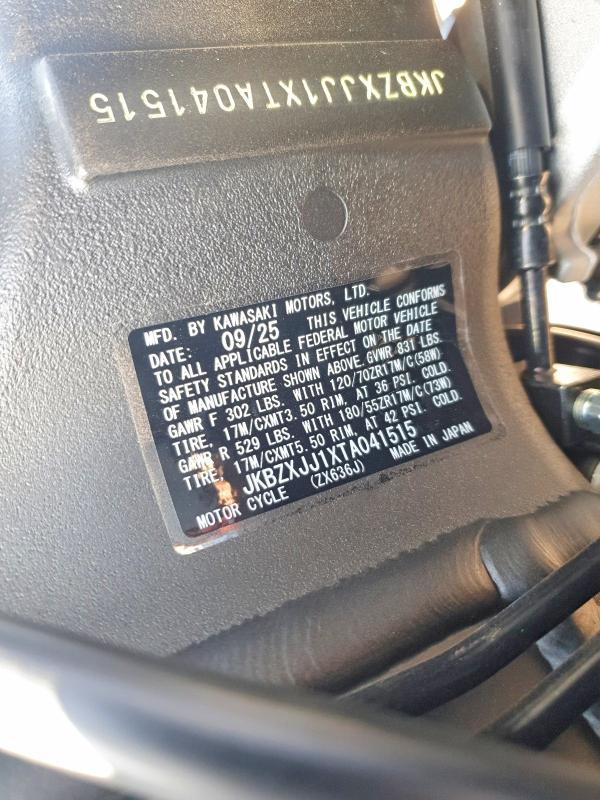 JKBZXJJ1XTA041515
MFD. BY KAWASAKI MOTORS, LTD.
DATE: 09/25 THIS VEHICLE CONFORMS
TO ALL APPLICABLE FEDERAL MOTOR VEHICLE
SAFETY STANDARDS IN EFFECT ON THE DATE
OF MANUFACTURE SHOWN ABOVE. GVWR 831 LBS.
GAWR F 302 LBS. WITH 120/70ZR17M/C(58W)
TIRE, 17M/CXMT3.50 RIM, AT 36 PSI. COLD.
GAWR R 529 LBS. WITH 180/55ZR17M/C(73W)
TIRE, 17M/CXMT5.50 RIM, AT 42 PSI. COLD.
JKBZXJJ1XTA041515
MOTOR CYCLE (ZX636J) MADE IN JAPAN